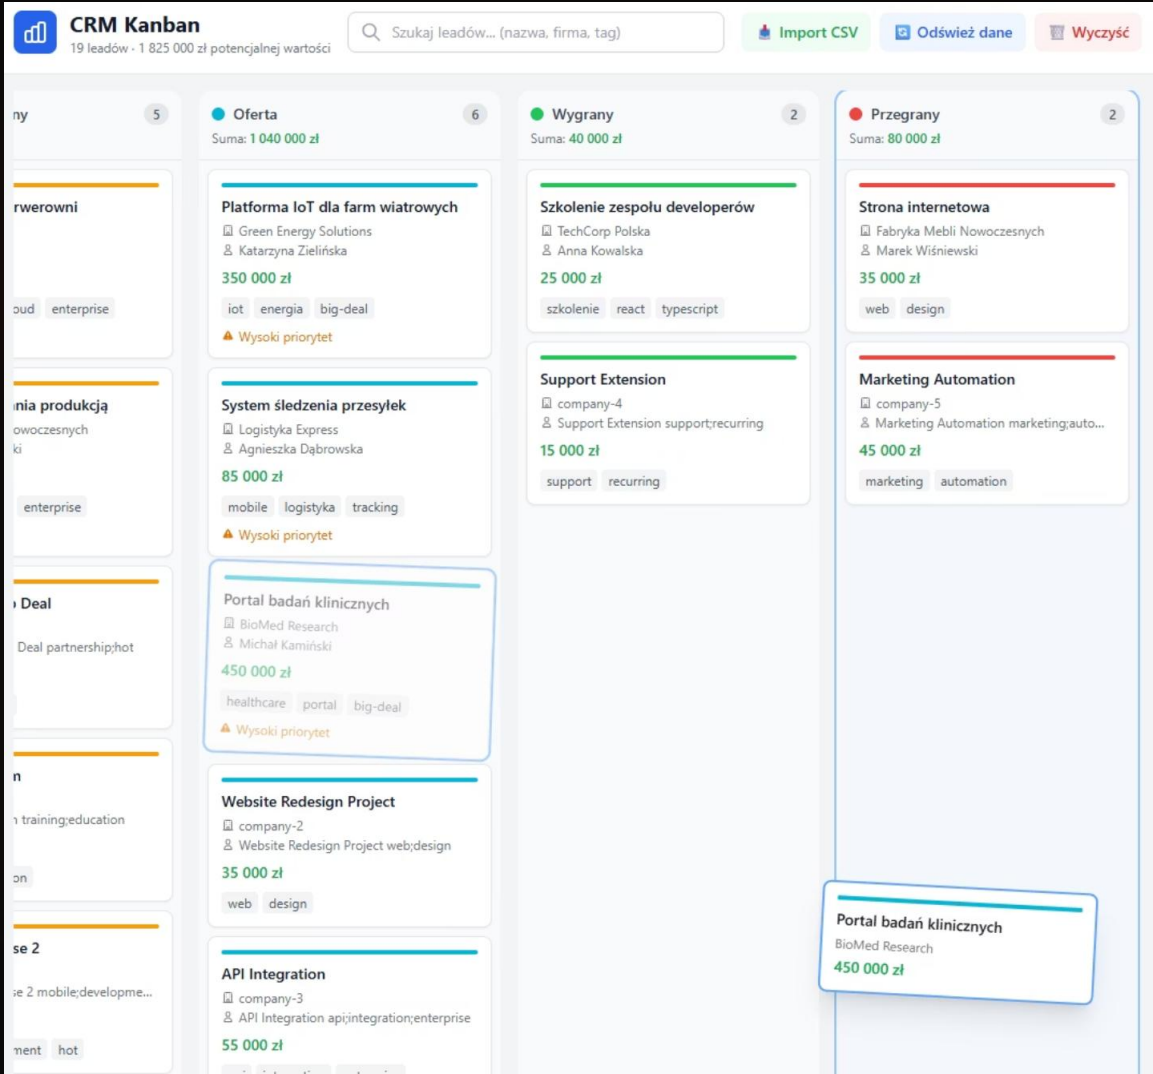 CRM Kanban
19 leadów · 1 825 000 zł potencjalnej wartości
Szukaj leadów... (nazwa, firma, tag)
Import CSV
Odśwież dane
Wyczyść
ny
5
rwerowni
oud
enterprise
nia produkcją
owoczesnych
ki
enterprise
Deal
Deal partnership;hot
m
training;education
on
se 2
se 2 mobile;developme...
ment
hot
Oferta
6
Suma: 1 040 000 zł
Platforma IoT dla farm wiatrowych
Green Energy Solutions
Katarzyna Zielińska
350 000 zł
iot energia big-deal
Wysoki priorytet
System śledzenia przesyłek
Logistyka Express
Agnieszka Dąbrowska
85 000 zł
mobile logistyka tracking
Wysoki priorytet
Portal badań klinicznych
BioMed Research
Michał Kamiński
450 000 zł
healthcare portal big-deal
Wysoki priorytet
Website Redesign Project
company-2
Website Redesign Project web;design
35 000 zł
web design
API Integration
company-3
API Integration api;integration;enterprise
55 000 zł
Wygrany
2
Suma: 40 000 zł
Szkolenie zespołu developerów
TechCorp Polska
Anna Kowalska
25 000 zł
szkolenie react typescript
Support Extension
company-4
Support Extension support;recurring
15 000 zł
support recurring
Przegrany
2
Suma: 80 000 zł
Strona internetowa
Fabryka Mebli Nowoczesnych
Marek Wiśniewski
35 000 zł
web design
Marketing Automation
company-5
Marketing Automation marketing;auto...
45 000 zł
marketing automation
Portal badań klinicznych
BioMed Research
450 000 zł